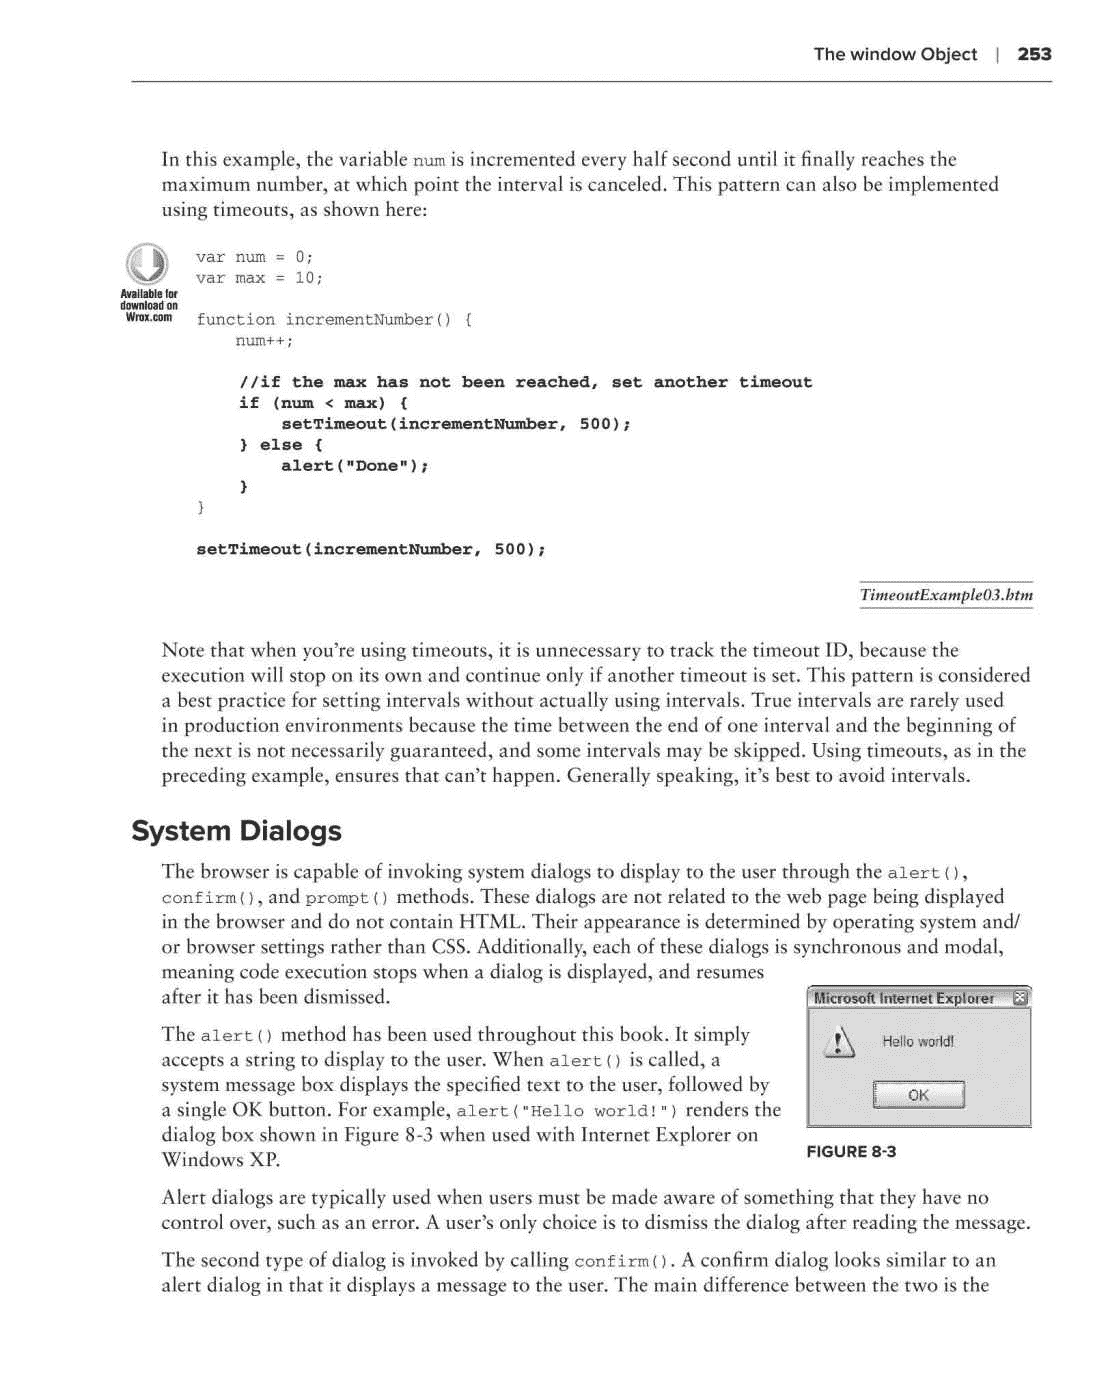 The window Object | 253
In this example, the variable num is incremented every half second until it finally reaches the
maximum number, at which point the interval is canceled. This pattern can also be implemented
using timeouts, as shown here:
var num = 0;
var max = 10;
Available for
download on
Wrox.com
function incrementNumber() {
    num++;
    //if the max has not been reached, set another timeout
    if (num < max) {
        setTimeout(incrementNumber, 500);
    } else {
        alert("Done");
    }
}
setTimeout(incrementNumber, 500);
TimeoutExample03.htm
Note that when you’re using timeouts, it is unnecessary to track the timeout ID, because the
execution will stop on its own and continue only if another timeout is set. This pattern is considered
a best practice for setting intervals without actually using intervals. True intervals are rarely used
in production environments because the time between the end of one interval and the beginning of
the next is not necessarily guaranteed, and some intervals may be skipped. Using timeouts, as in the
preceding example, ensures that can’t happen. Generally speaking, it’s best to avoid intervals.
System Dialogs
The browser is capable of invoking system dialogs to display to the user through the alert(),
confirm(), and prompt() methods. These dialogs are not related to the web page being displayed
in the browser and do not contain HTML. Their appearance is determined by operating system and/
or browser settings rather than CSS. Additionally, each of these dialogs is synchronous and modal,
meaning code execution stops when a dialog is displayed, and resumes
after it has been dismissed.
The alert() method has been used throughout this book. It simply
accepts a string to display to the user. When alert() is called, a
system message box displays the specified text to the user, followed by
a single OK button. For example, alert("Hello world!") renders the
dialog box shown in Figure 8-3 when used with Internet Explorer on
Windows XP.
Microsoft Internet Explorer
Hello world!
OK
FIGURE 8-3
Alert dialogs are typically used when users must be made aware of something that they have no
control over, such as an error. A user’s only choice is to dismiss the dialog after reading the message.
The second type of dialog is invoked by calling confirm(). A confirm dialog looks similar to an
alert dialog in that it displays a message to the user. The main difference between the two is the